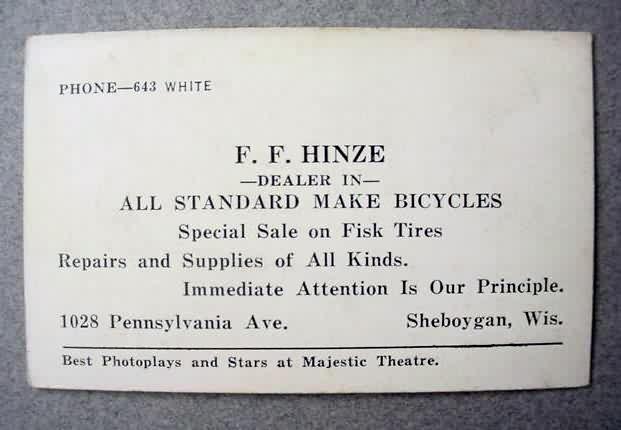 PHONE—643 WHITE
F. F. HINZE
—DEALER IN—
ALL STANDARD MAKE BICYCLES
Special Sale on Fisk Tires
Repairs and Supplies of All Kinds.
Immediate Attention Is Our Principle.
1028 Pennsylvania Ave. Sheboygan, Wis.
Best Photoplays and Stars at Majestic Theatre.